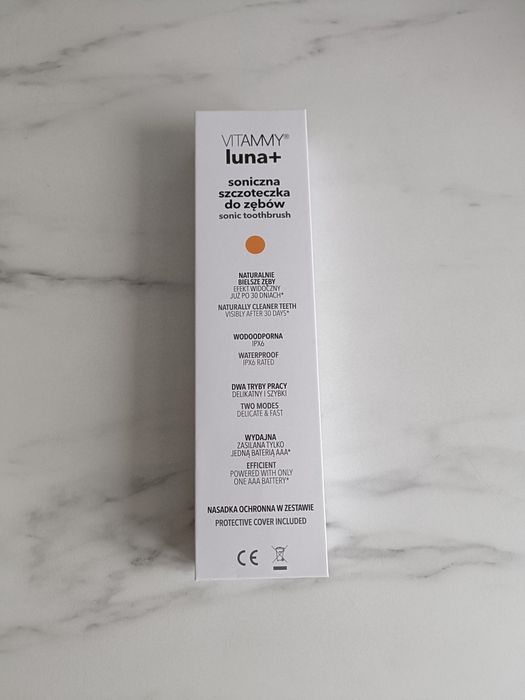 VITAMMY®
luna+
soniczna
szczoteczka
do zębów
sonic toothbrush
NATURALNIE
BIELSZE ZĘBY
EFEKT WIDOCZNY
JUŻ PO 30 DNIACH*
NATURALLY CLEANER TEETH
VISIBLY AFTER 30 DAYS*
WODOODPORNA
IPX6
WATERPROOF
IPX6 RATED
DWA TRYBY PRACY
DELIKATNY I SZYBKI
TWO MODES
DELICATE & FAST
WYDAJNA
ZASILANA TYLKO
JEDNĄ BATERIĄ AAA*
EFFICIENT
POWERED WITH ONLY
ONE AAA BATTERY*
NASADKA OCHRONNA W ZESTAWIE
PROTECTIVE COVER INCLUDED
CE